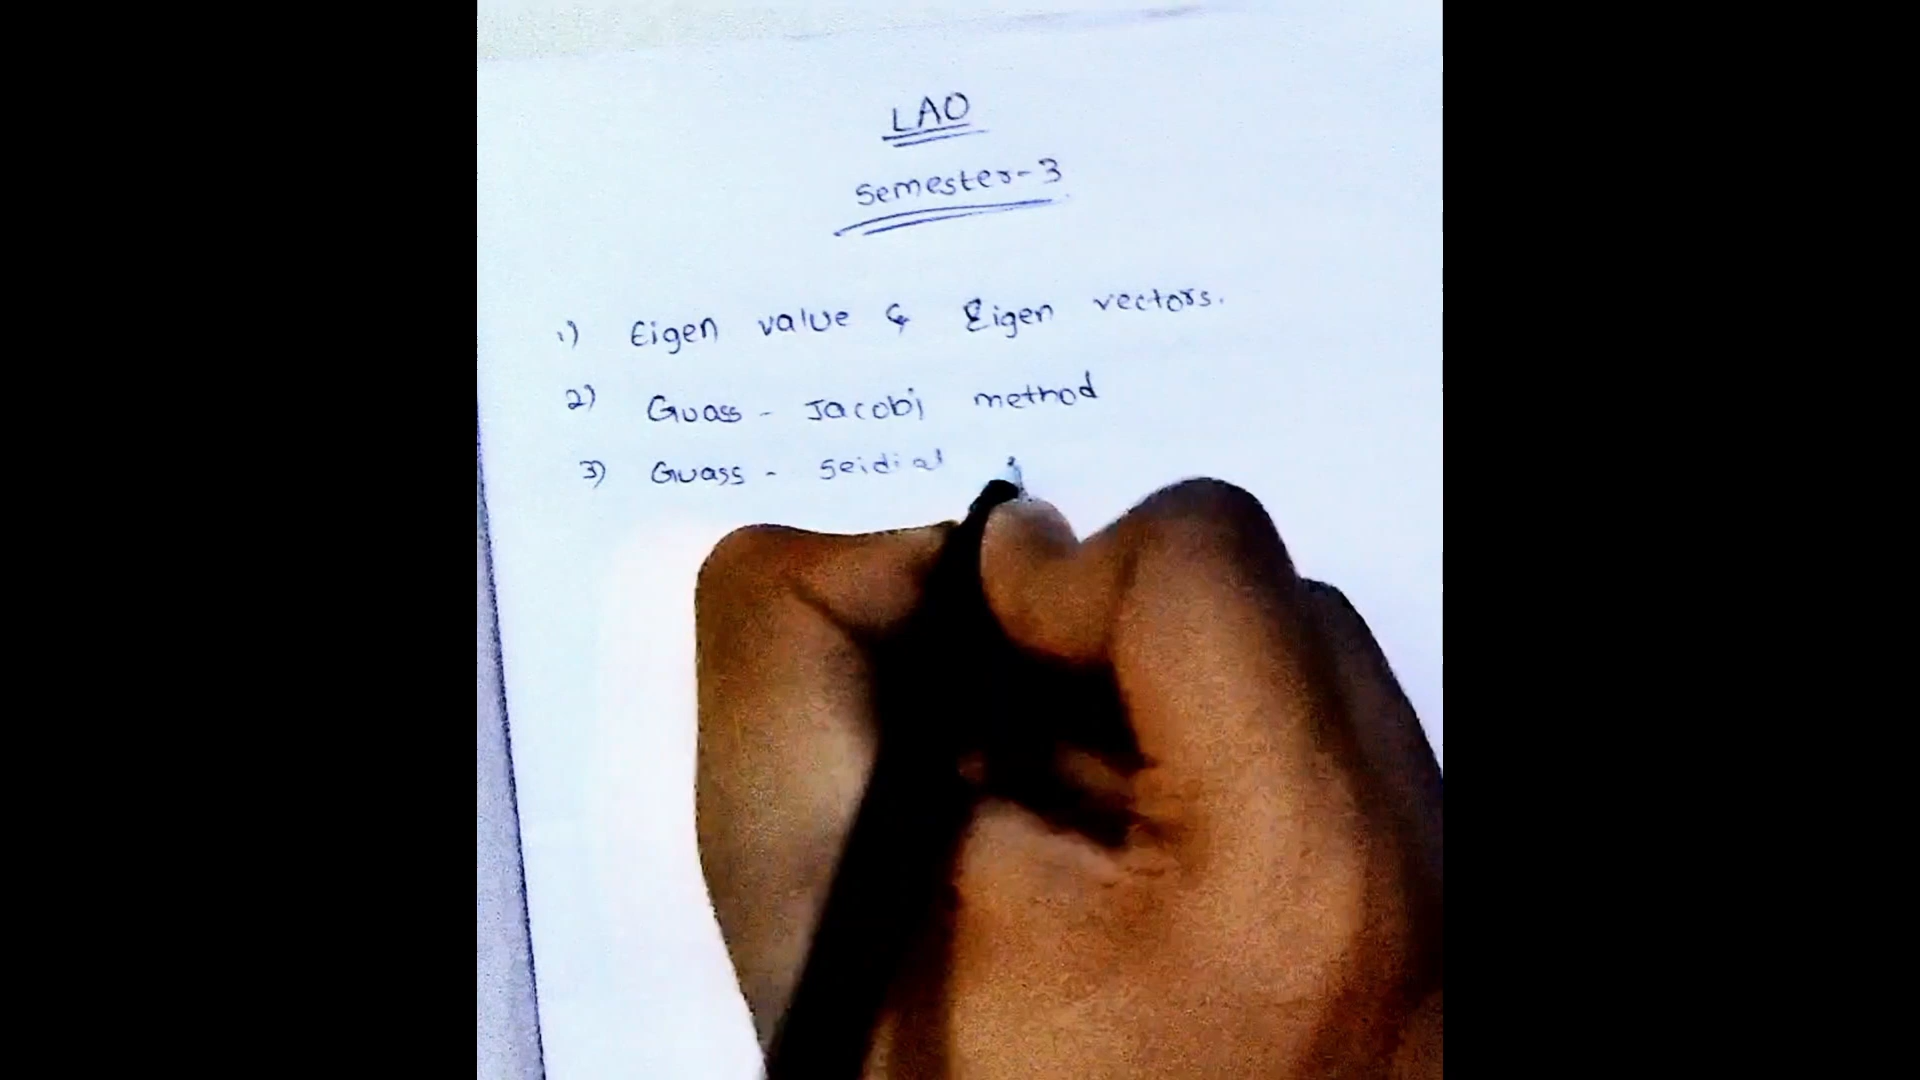 LAO
Semester-3
1) Eigen value & Eigen vectors.
2) Guass - Jacobi method
3) Guass - Seidial